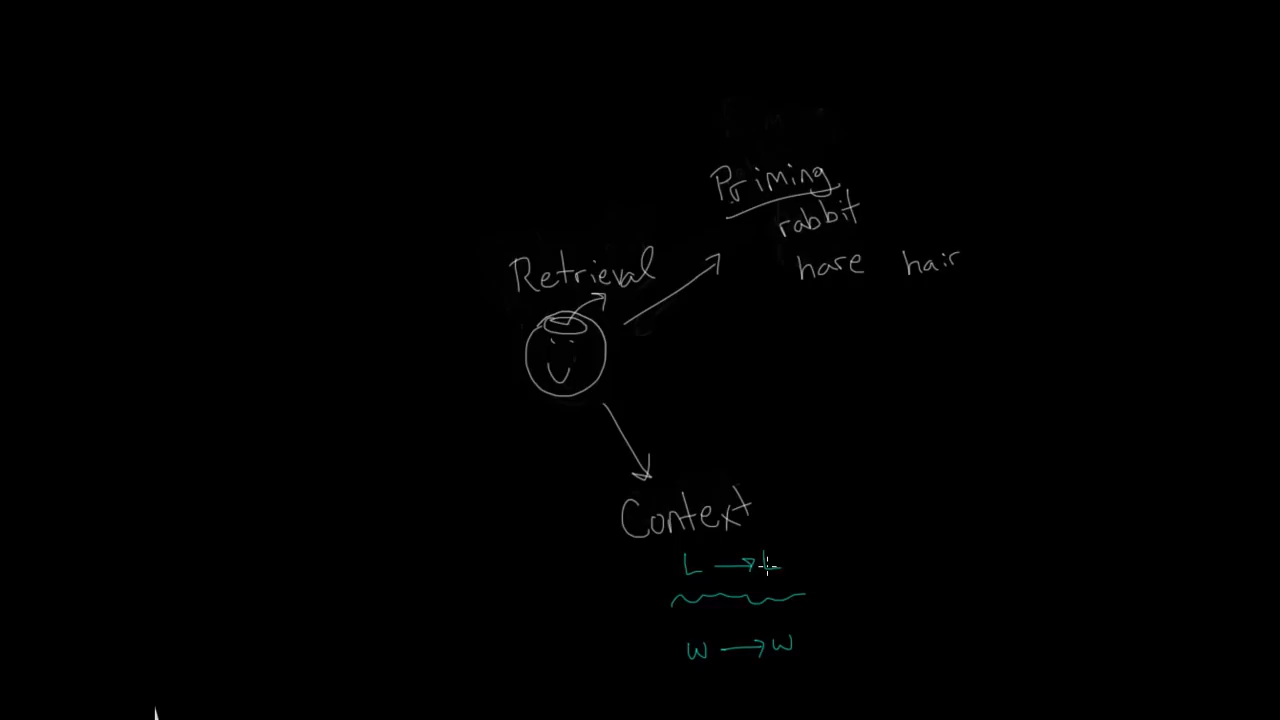 Priming
rabbit
hare hair
Retrieval
Context
L → L
W → W